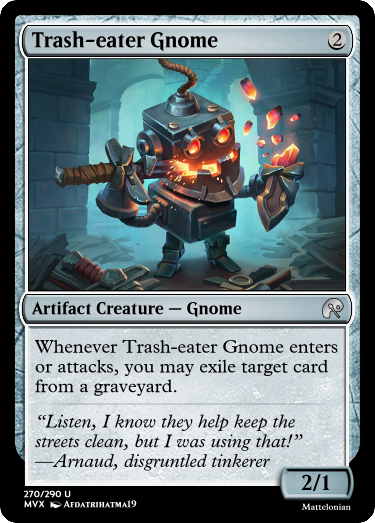 Trash-eater Gnome
2
Artifact Creature — Gnome
Whenever Trash-eater Gnome enters
or attacks, you may exile target card
from a graveyard.
“Listen, I know they help keep the
streets clean, but I was using that!”
—Arnaud, disgruntled tinkerer
2/1
270/290 U
MVX Afdatrihatma19
Mattelonian